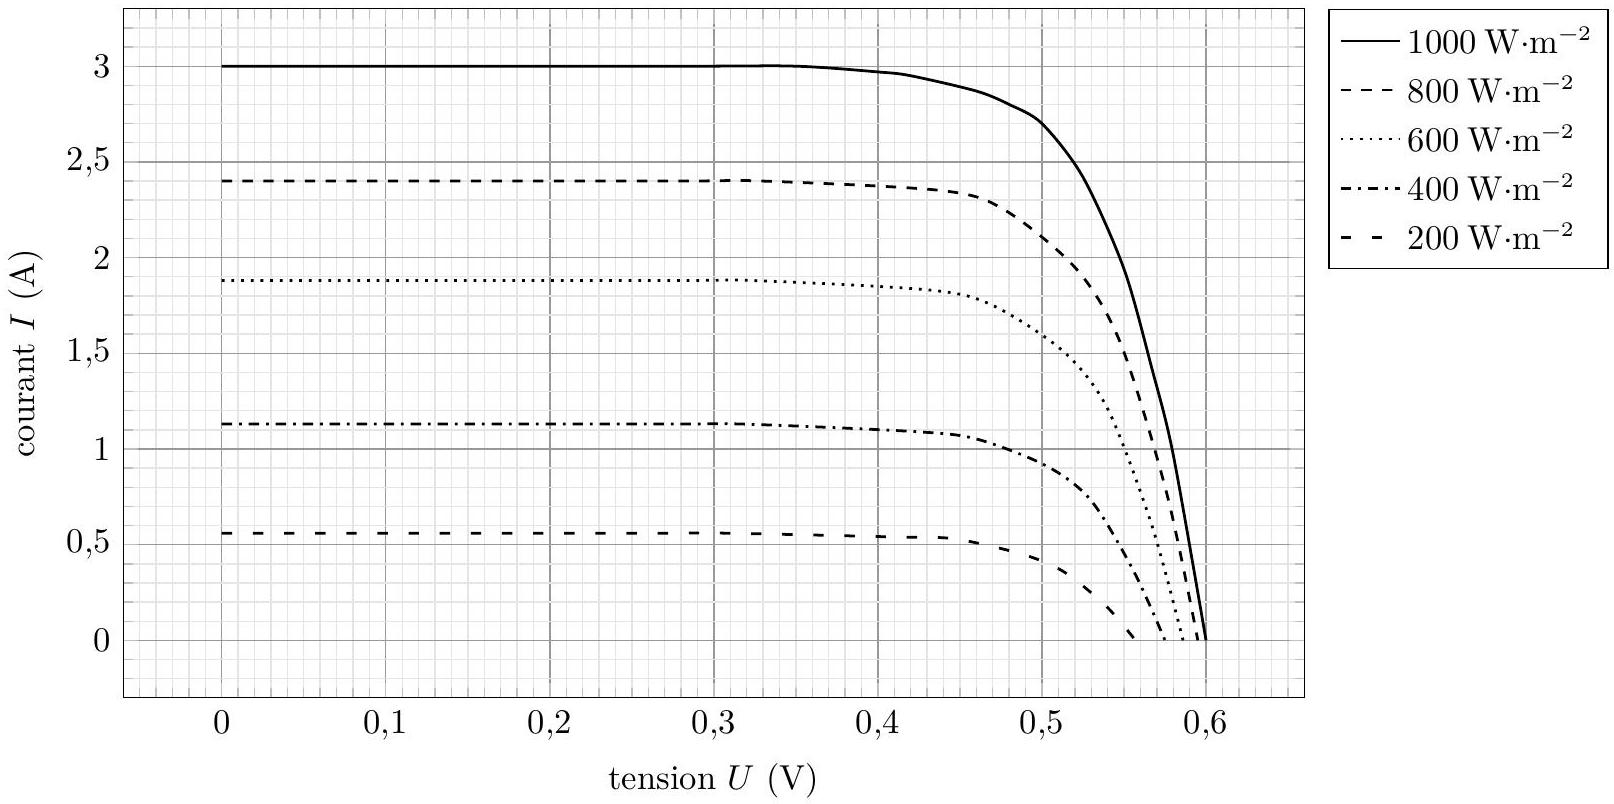 courant I (A)
3
2,5
2
1,5
1
0,5
0
0 0,1 0,2 0,3 0,4 0,5 0,6
tension U (V)
1000 W·m⁻²
800 W·m⁻²
600 W·m⁻²
400 W·m⁻²
200 W·m⁻²